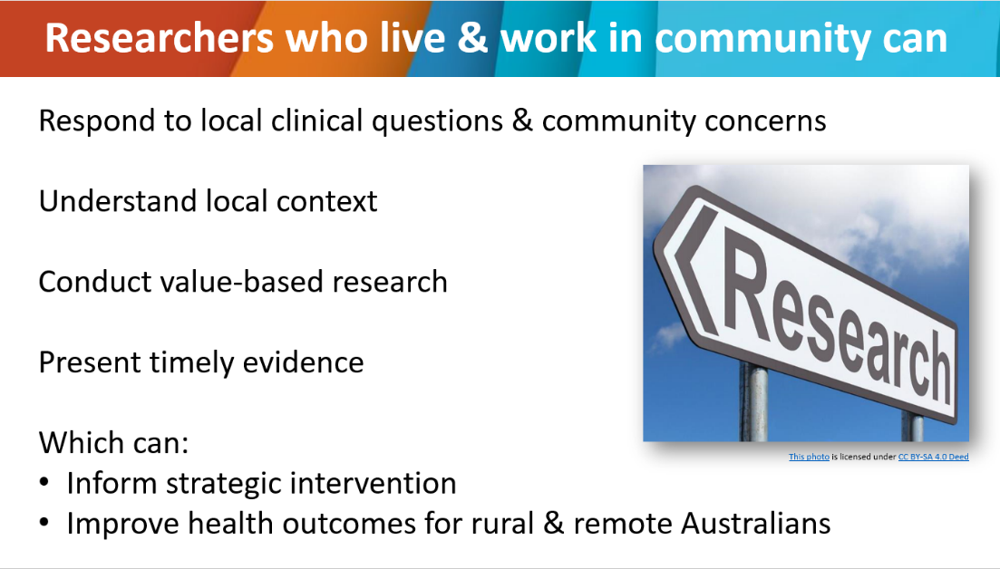 Researchers who live & work in community can
Respond to local clinical questions & community concerns
Understand local context
Conduct value-based research
Present timely evidence
Which can:
• Inform strategic intervention
• Improve health outcomes for rural & remote Australians
Research
This photo is licensed under CC BY-SA 4.0 Deed